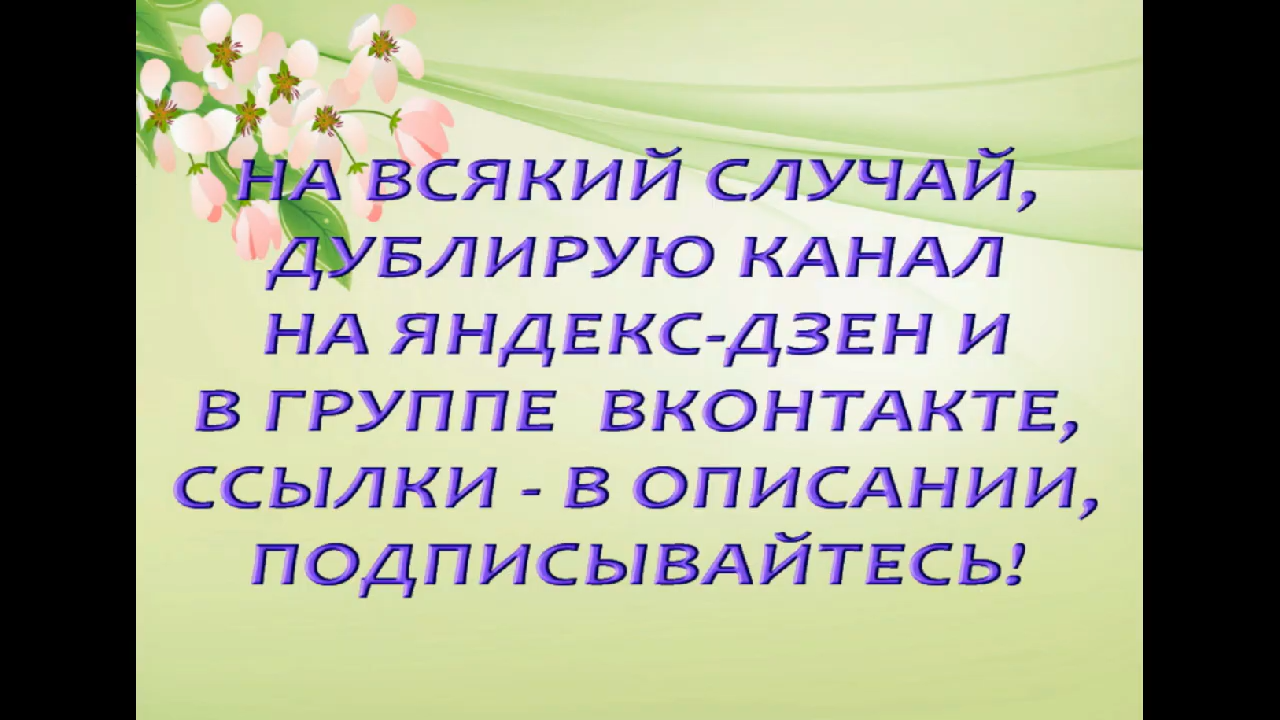 НА ВСЯКИЙ СЛУЧАЙ,
ДУБЛИРУЮ КАНАЛ
НА ЯНДЕКС-ДЗЕН И
В ГРУППЕ ВКОНТАКТЕ,
ССЫЛКИ - В ОПИСАНИИ,
ПОДПИСЫВАЙТЕСЬ!